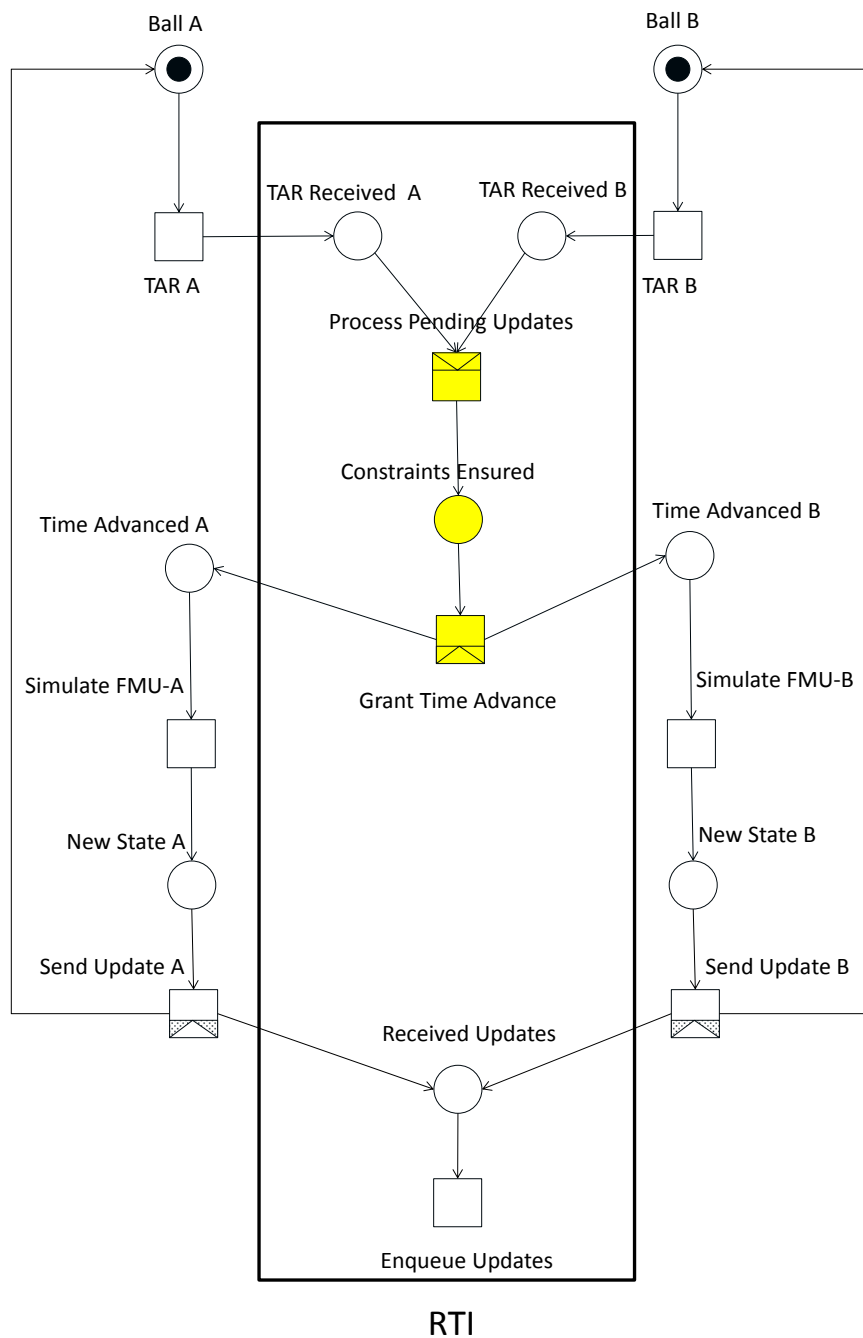 Ball A
Ball B
TAR Received  A
TAR Received B
TAR A
TAR B
Process Pending Updates
Constraints Ensured
Time Advanced A
Time Advanced B
Simulate FMU-A
Simulate FMU-B
Grant Time Advance
New State A
New State B
Send Update A
Send Update B
Received Updates
Enqueue Updates
RTI